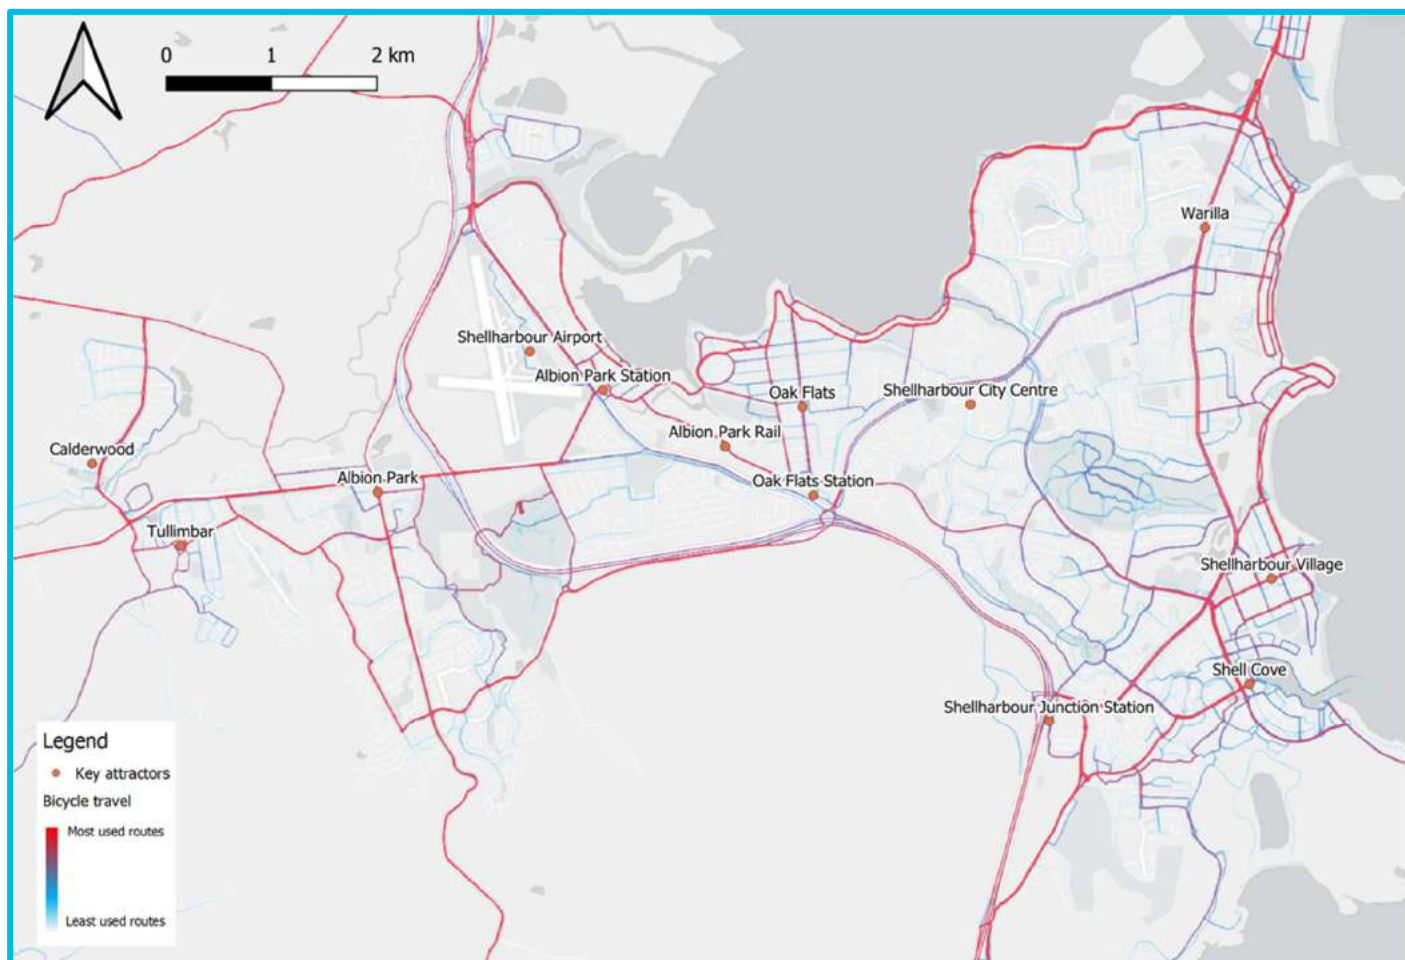 0 1 2 km
Warilla
Shellharbour Airport
Albion Park Station
Oak Flats
Shellharbour City Centre
Albion Park Rail
Calderwood
Albion Park
Oak Flats Station
Tullimbar
Shellharbour Village
Shell Cove
Shellharbour Junction Station
Legend
Key attractors
Bicycle travel
Most used routes
Least used routes